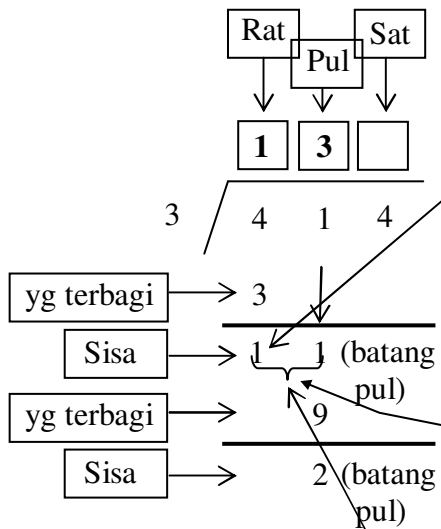 Rat Sat
Pul
1 3
3 4 1 4
yg terbagi 3
Sisa 1 1 (batang
pul)
yg terbagi 9
Sisa 2 (batang
pul)